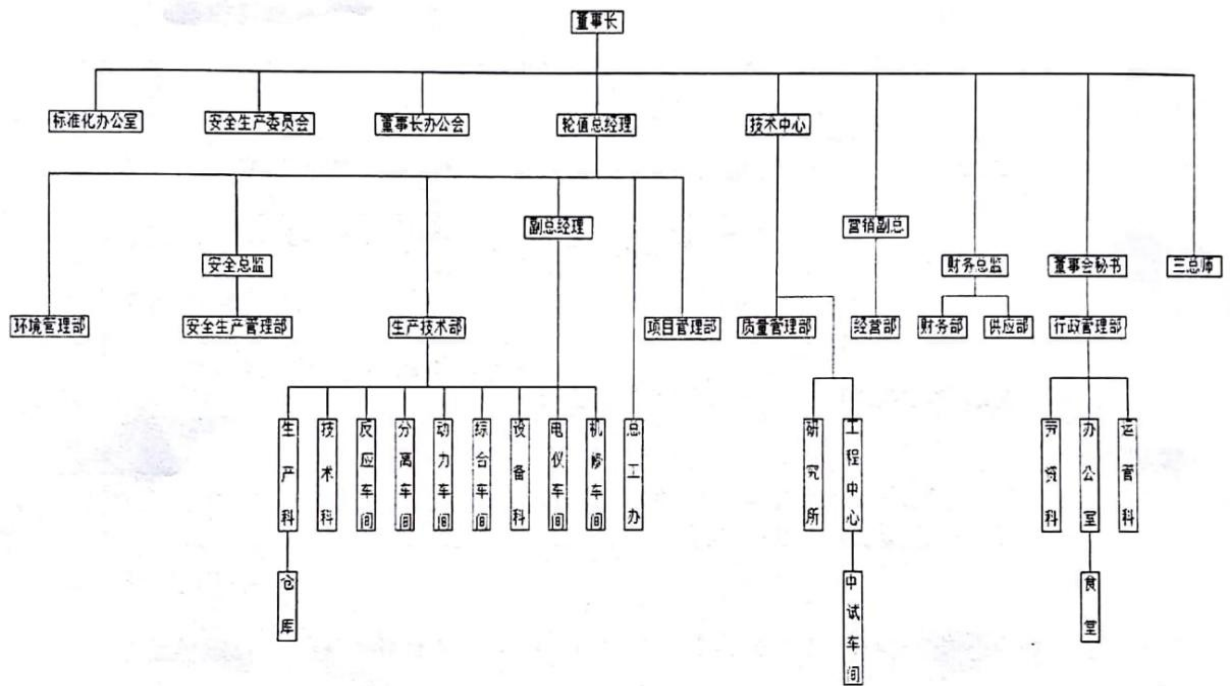 董事长
标准化办公室 安全生产委员会 董事长办公会 轮值总经理 技术中心
副总经理 营销副总
安全总监 财务总监 董事会秘书 三总师
环境管理部 安全生产管理部 生产技术部 项目管理部 质量管理部 经营部 财务部 供应部 行政管理部
生产科
技术科
反应车间
分离车间
动力车间
综合车间
设备科
电仪车间
机修车间
总工办
研究所
工程中心
劳资科
办公室
运管科
仓库
中试车间
食堂